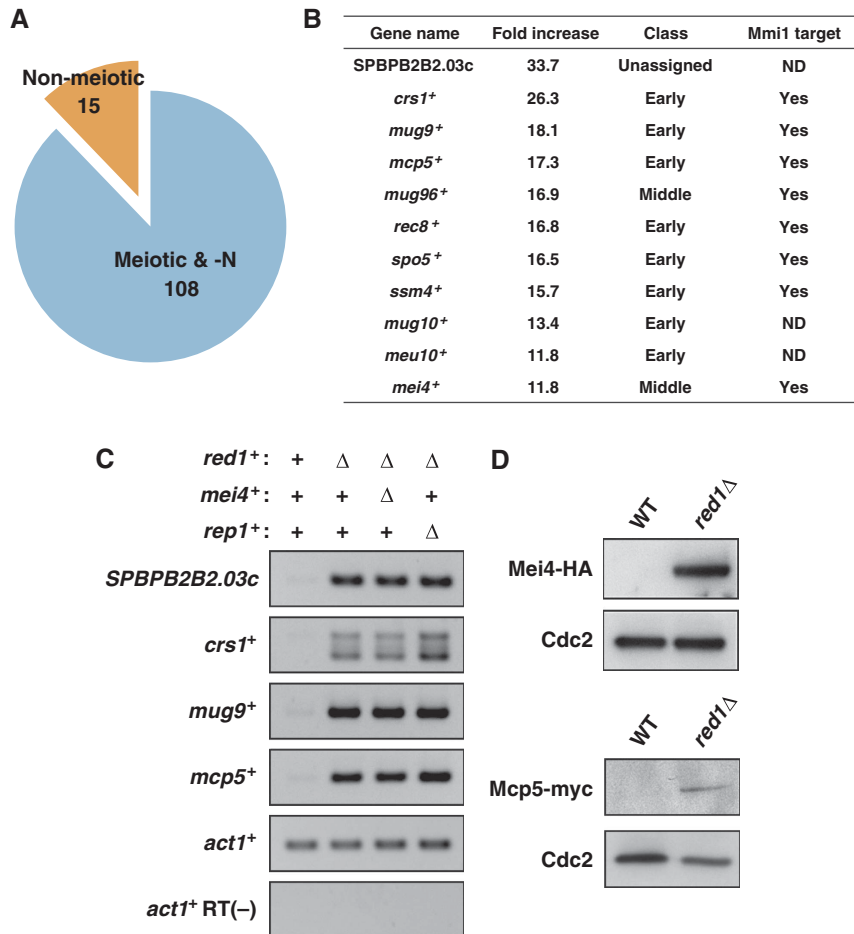 A
Non-meiotic
15
Meiotic & -N
108
B
Gene name Fold increase Class Mmi1 target
SPBPB2B2.03c 33.7 Unassigned ND
crs1+ 26.3 Early Yes
mug9+ 18.1 Early Yes
mcp5+ 17.3 Early Yes
mug96+ 16.9 Middle Yes
rec8+ 16.8 Early Yes
spo5+ 16.5 Early Yes
ssm4+ 15.7 Early Yes
mug10+ 13.4 Early ND
meu10+ 11.8 Early ND
mei4+ 11.8 Middle Yes
C
red1+: + Δ Δ Δ
mei4+: + + Δ +
rep1+: + + + Δ
SPBPB2B2.03c
crs1+
mug9+
mcp5+
act1+
act1+ RT(–)
D
WT red1Δ
Mei4-HA
Cdc2
WT red1Δ
Mcp5-myc
Cdc2